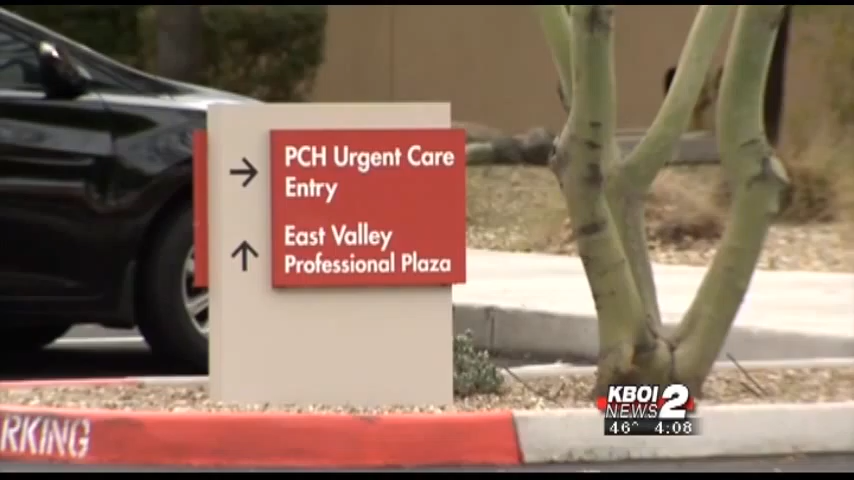 → PCH Urgent Care
Entry
↑ East Valley
Professional Plaza
RKING
KBOI
NEWS 2
46° 4:08